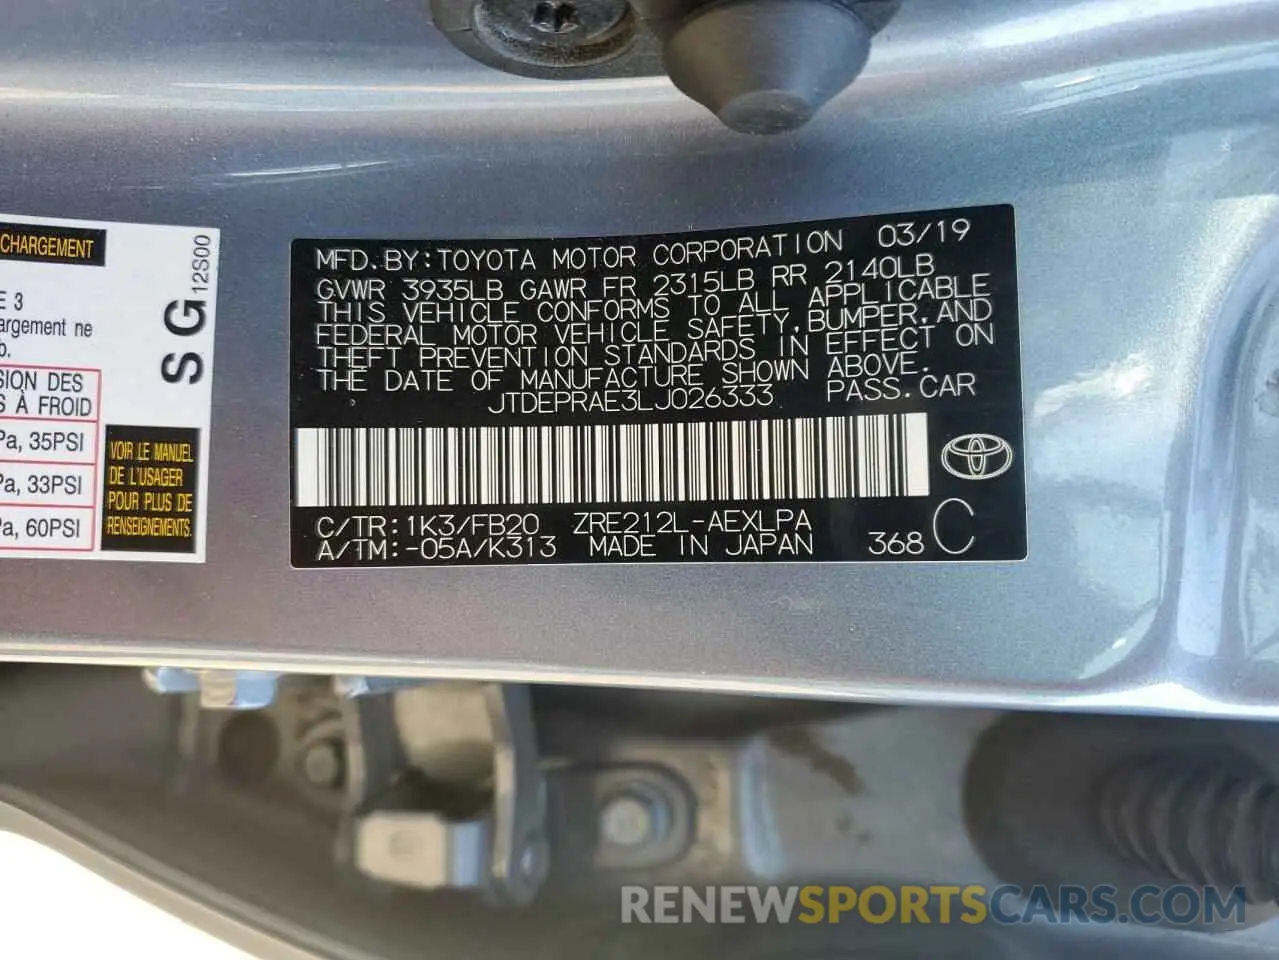 CHARGEMENT
E 3
argement ne
b.
SION DES
S À FROID
Pa, 35PSI
Pa, 33PSI
Pa, 60PSI
VOIR LE MANUEL
DE L'USAGER
POUR PLUS DE
RENSEIGNEMENTS
SG
12S00
MFD. BY: TOYOTA MOTOR CORPORATION 03/19
GVWR 3935LB GAWR FR 2315LB RR 2140LB
THIS VEHICLE CONFORMS TO ALL APPLICABLE
FEDERAL MOTOR VEHICLE SAFETY, BUMPER, AND
THEFT PREVENTION STANDARDS IN EFFECT ON
THE DATE OF MANUFACTURE SHOWN ABOVE.
JTDEPRAE3LJ026333 PASS. CAR
C/TR: 1K3/FB20 ZRE212L-AEXLPA
A/TM: -05A/K313 MADE IN JAPAN 368 C
RENEWSPORTSCARS.COM